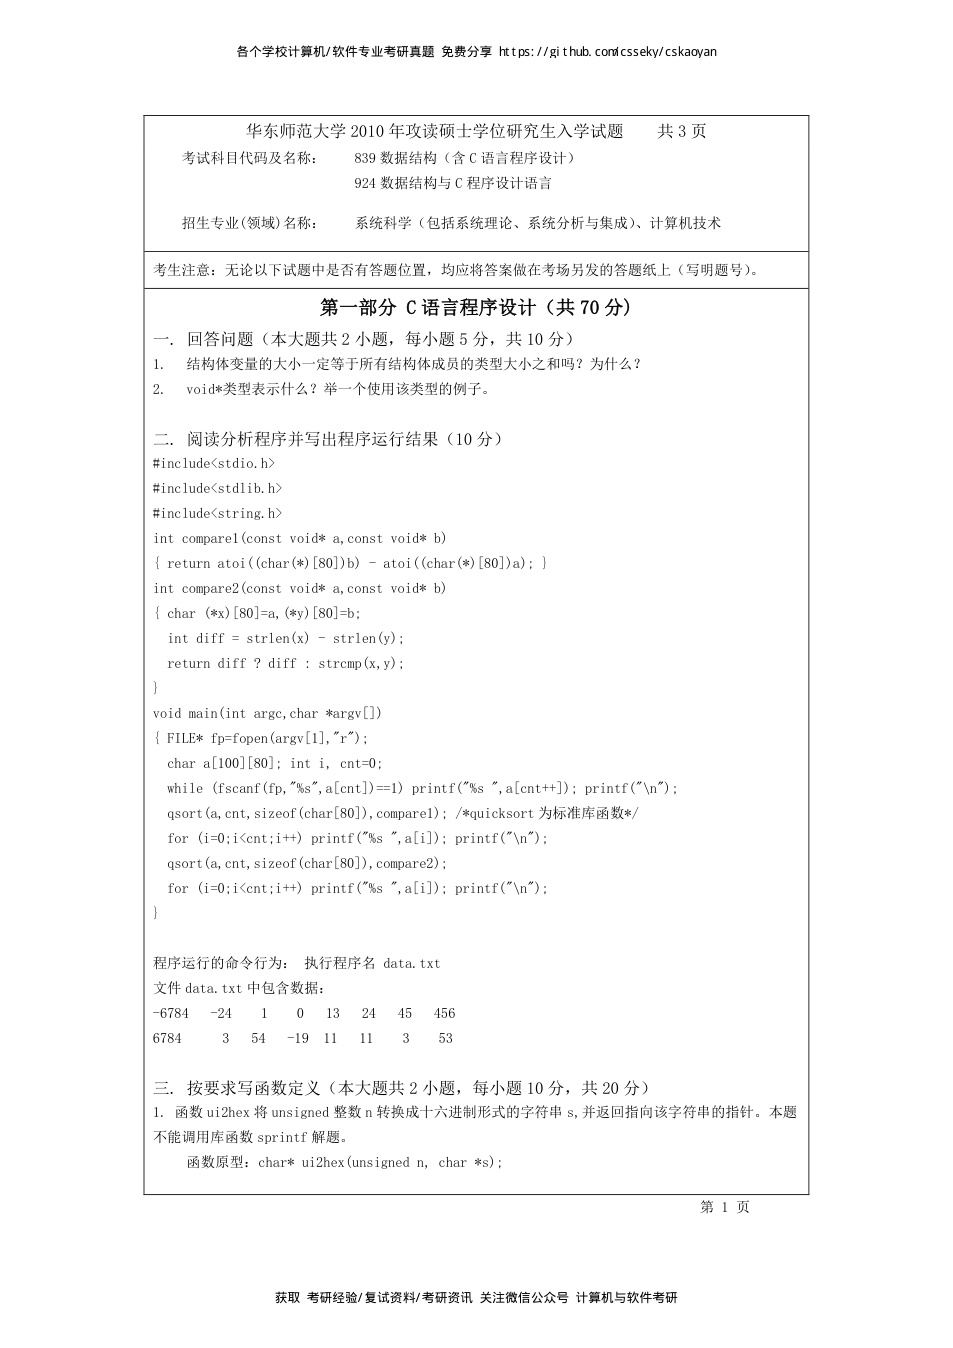 各个学校计算机/软件专业考研真题 免费分享 https://github.com/csseky/cskaoyan
华东师范大学 2010 年攻读硕士学位研究生入学试题 共 3 页
考试科目代码及名称： 839 数据结构（含 C 语言程序设计）
924 数据结构与 C 程序设计语言
招生专业(领域)名称： 系统科学（包括系统理论、系统分析与集成)、计算机技术
考生注意：无论以下试题中是否有答题位置，均应将答案做在考场另发的答题纸上（写明题号)。
第一部分 C 语言程序设计（共 70 分)
一. 回答问题（本大题共 2 小题，每小题 5 分，共 10 分）
1. 结构体变量的大小一定等于所有结构体成员的类型大小之和吗？为什么？
2. void*类型表示什么？举一个使用该类型的例子。
二. 阅读分析程序并写出程序运行结果（10 分）
#include<stdio.h>
#include<stdlib.h>
#include<string.h>
int compare1(const void* a,const void* b)
{ return atoi((char(*)[80])b) - atoi((char(*)[80])a); }
int compare2(const void* a,const void* b)
{ char (*x)[80]=a,(*y)[80]=b;
int diff = strlen(x) - strlen(y);
return diff ? diff : strcmp(x,y);
}
void main(int argc,char *argv[])
{ FILE* fp=fopen(argv[1],"r");
char a[100][80]; int i, cnt=0;
while (fscanf(fp,"%s",a[cnt])==1) printf("%s ",a[cnt++]); printf("\n");
qsort(a,cnt,sizeof(char[80]),compare1); /*quicksort 为标准库函数*/
for (i=0;i<cnt;i++) printf("%s ",a[i]); printf("\n");
qsort(a,cnt,sizeof(char[80]),compare2);
for (i=0;i<cnt;i++) printf("%s ",a[i]); printf("\n");
}
程序运行的命令行为： 执行程序名 data.txt
文件 data.txt 中包含数据：
-6784 -24 1 0 13 24 45 456
6784 3 54 -19 11 11 3 53
三. 按要求写函数定义（本大题共 2 小题，每小题 10 分，共 20 分）
1. 函数 ui2hex 将 unsigned 整数 n 转换成十六进制形式的字符串 s,并返回指向该字符串的指针。本题
不能调用库函数 sprintf 解题。
函数原型：char* ui2hex(unsigned n, char *s);
第 1 页
获取 考研经验/复试资料/考研资讯 关注微信公众号 计算机与软件考研